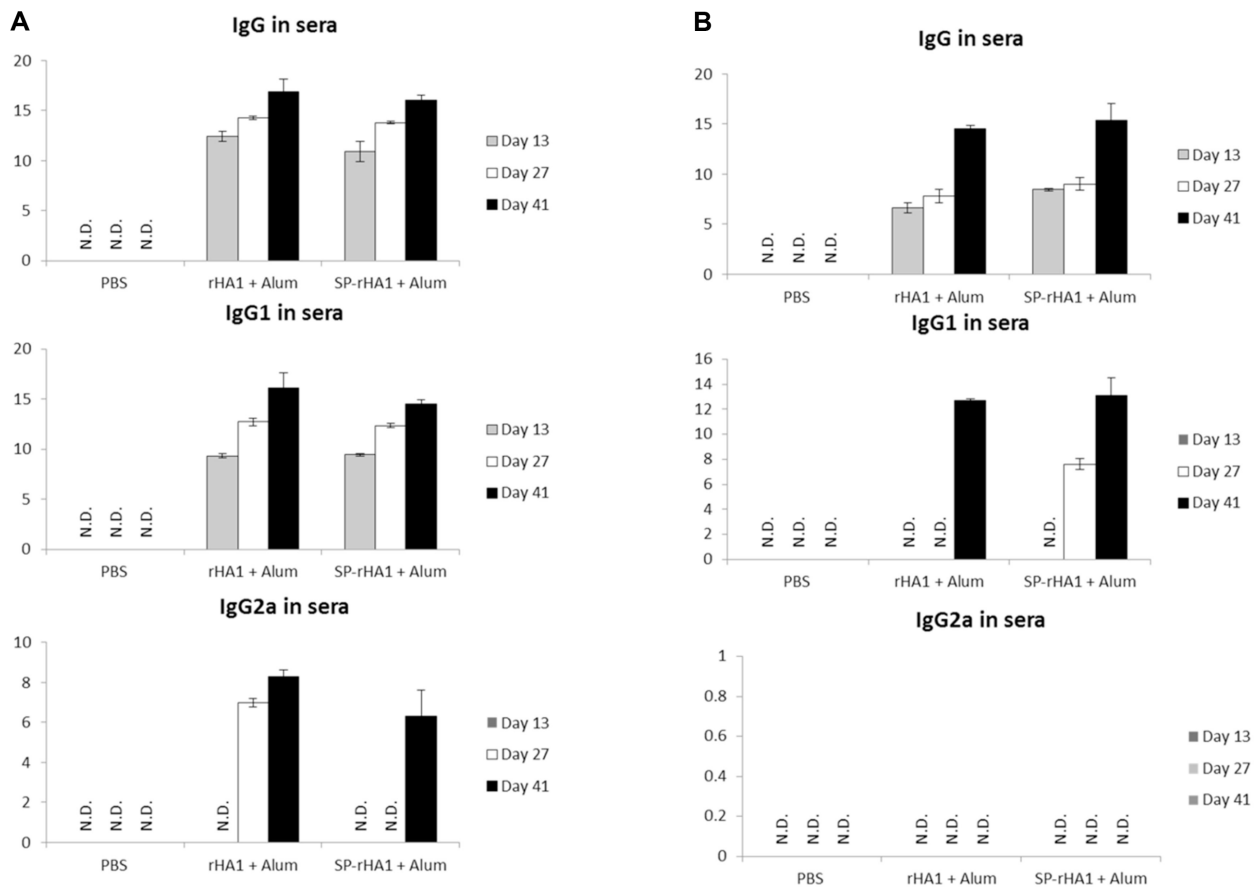 A
IgG in sera
20
15
10
5
0
N.D. N.D. N.D.
PBS rHA1 + Alum SP-rHA1 + Alum
Day 13
Day 27
Day 41
IgG1 in sera
20
15
10
5
0
N.D. N.D. N.D.
PBS rHA1 + Alum SP-rHA1 + Alum
Day 13
Day 27
Day 41
IgG2a in sera
10
8
6
4
2
0
N.D. N.D. N.D. N.D. N.D. N.D.
PBS rHA1 + Alum SP-rHA1 + Alum
Day 13
Day 27
Day 41
B
IgG in sera
20
15
10
5
0
N.D. N.D. N.D.
PBS rHA1 + Alum SP-rHA1 + Alum
Day 13
Day 27
Day 41
IgG1 in sera
16
14
12
10
8
6
4
2
0
N.D. N.D. N.D. N.D. N.D. N.D.
PBS rHA1 + Alum SP-rHA1 + Alum
Day 13
Day 27
Day 41
IgG2a in sera
1
0.8
0.6
0.4
0.2
0
N.D. N.D. N.D. N.D. N.D. N.D. N.D. N.D. N.D.
PBS rHA1 + Alum SP-rHA1 + Alum
Day 13
Day 27
Day 41